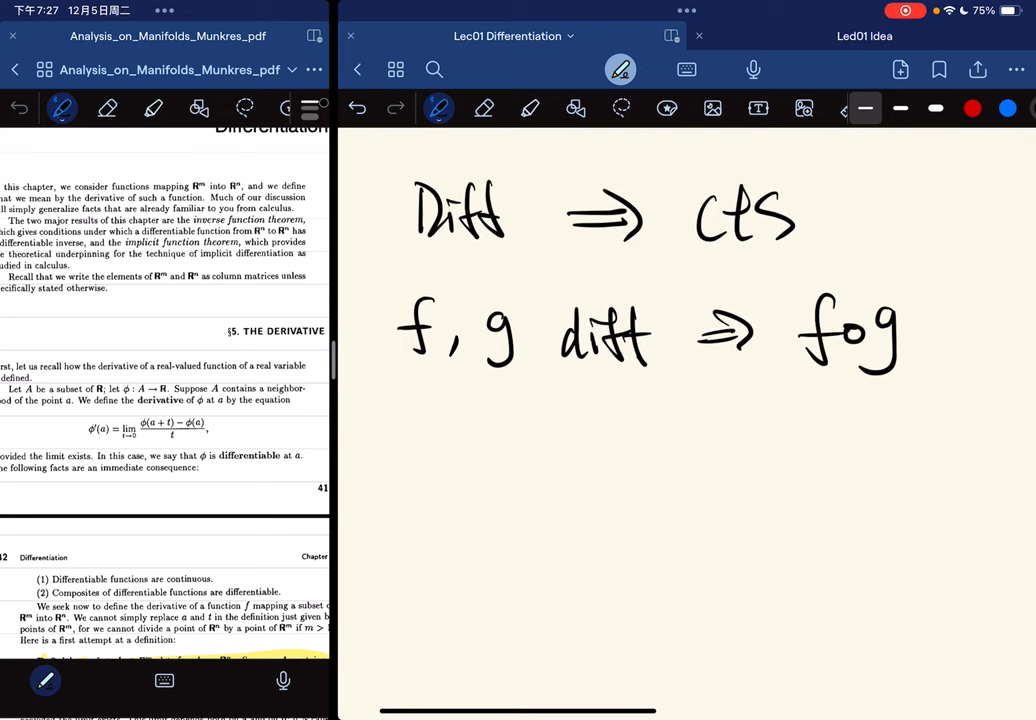 下午7:27 12月5日周二
75%
Analysis_on_Manifolds_Munkres_pdf
Lec01 Differentiation
Led01 Idea
Analysis_on_Manifolds_Munkres_pdf
Differentiation
this chapter, we consider functions mapping Rᵐ into Rⁿ, and we define
hat we mean by the derivative of such a function. Much of our discussion
ll simply generalize facts that are already familiar to you from calculus.
The two major results of this chapter are the inverse function theorem,
hich gives conditions under which a differentiable function from Rⁿ to Rⁿ has
differentiable inverse, and the implicit function theorem, which provides
e theoretical underpinning for the technique of implicit differentiation as
udied in calculus.
Recall that we write the elements of Rᵐ and Rⁿ as column matrices unless
ecifically stated otherwise.
§5. THE DERIVATIVE
rst, let us recall how the derivative of a real-valued function of a real variable
defined.
Let A be a subset of R; let ϕ : A → R. Suppose A contains a neighbor-
ood of the point a. We define the derivative of ϕ at a by the equation
ϕ′(a) = lim t→0 ϕ(a + t) − ϕ(a) / t,
ovided the limit exists. In this case, we say that ϕ is differentiable at a.
he following facts are an immediate consequence:
41
42 Differentiation Chapter
(1) Differentiable functions are continuous.
(2) Composites of differentiable functions are differentiable.
We seek now to define the derivative of a function f mapping a subset o
Rᵐ into Rⁿ. We cannot simply replace a and t in the definition just given b
points of Rᵐ, for we cannot divide a point of Rⁿ by a point of Rᵐ if m > 
Here is a first attempt at a definition:
Diff ⇒ cts
f, g diff ⇒ f∘g